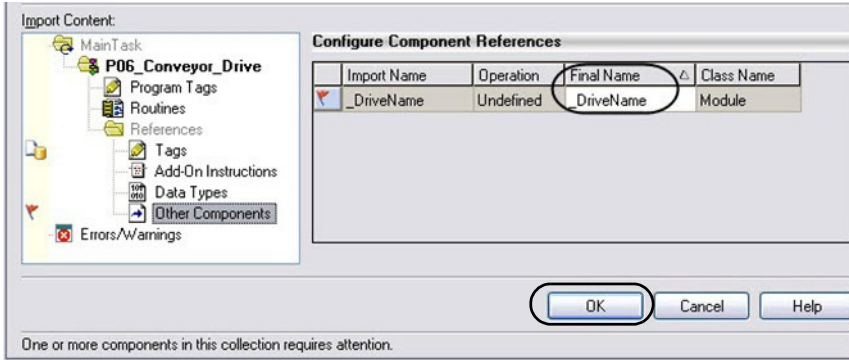 Import Content:
MainTask
P06_Conveyor_Drive
Program Tags
Routines
References
Tags
Add-On Instructions
Data Types
Other Components
Errors/Warnings
Configure Component References
Import Name Operation Final Name Class Name
_DriveName Undefined _DriveName Module
OK Cancel Help
One or more components in this collection requires attention.